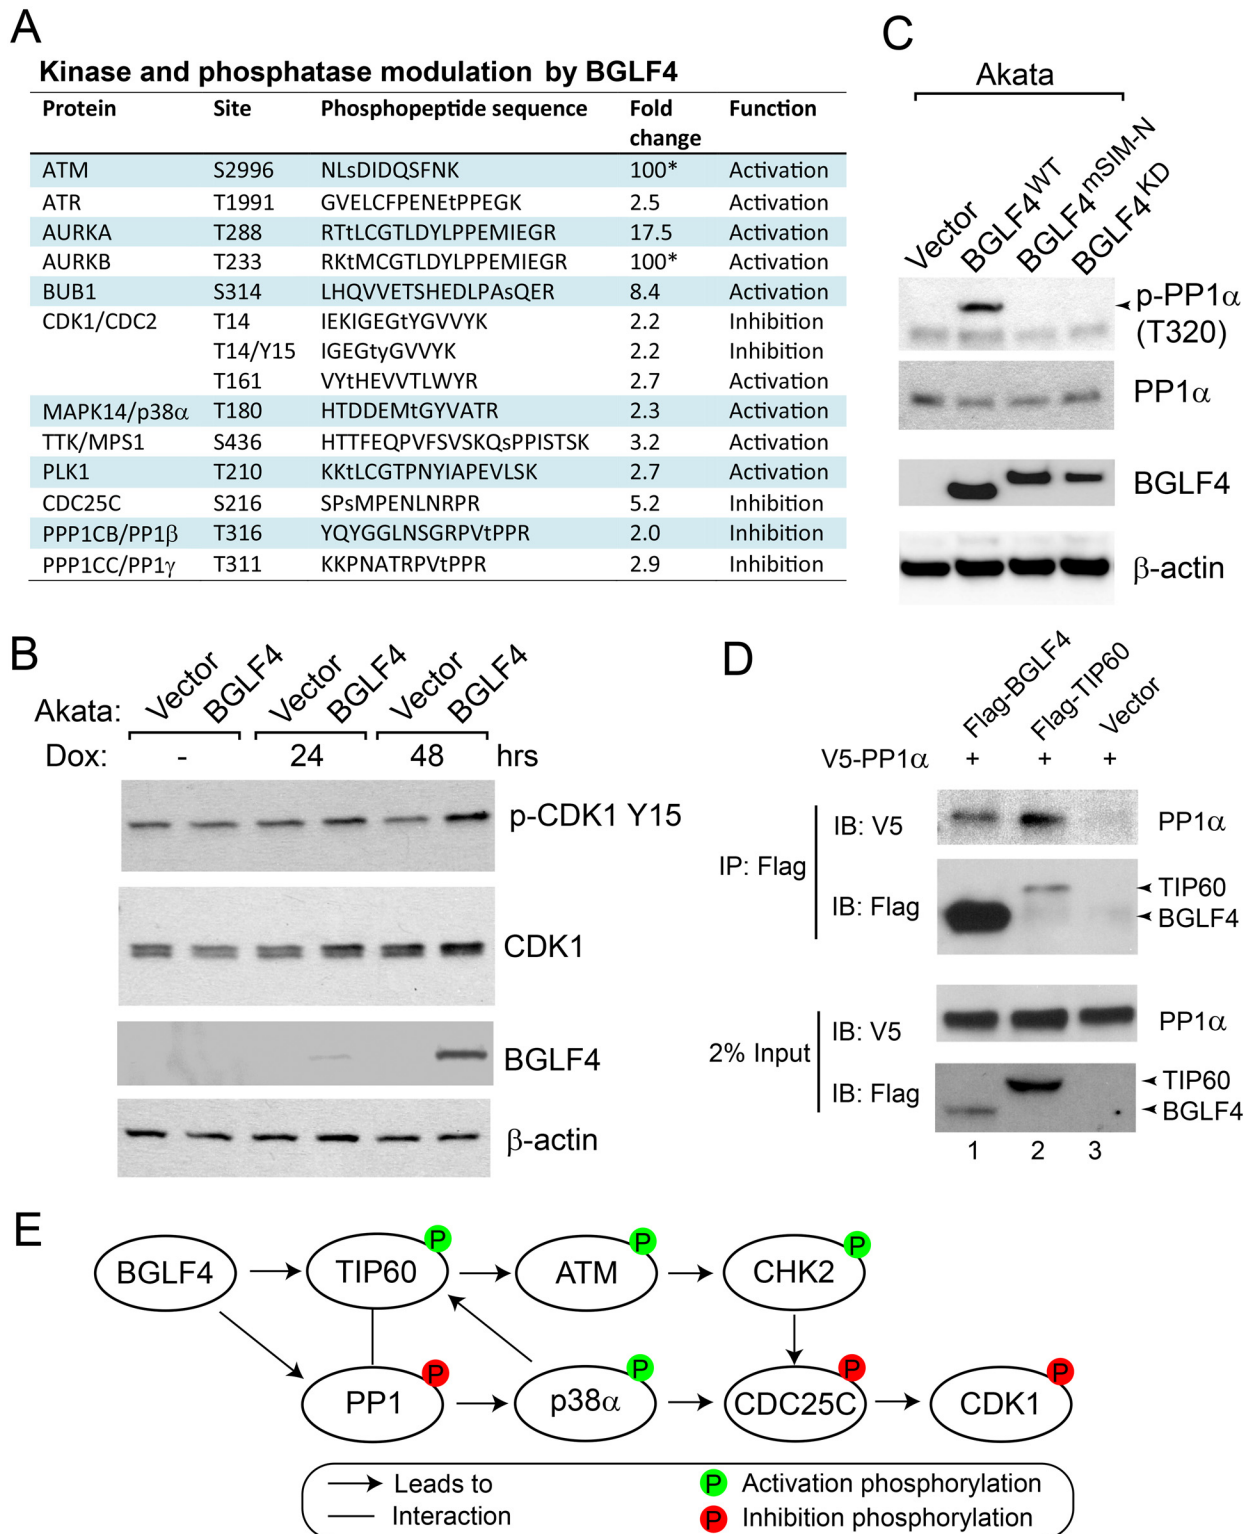 A
Kinase and phosphatase modulation by BGLF4
Protein Site Phosphopeptide sequence Fold change Function
ATM S2996 NLsDIDQSFNK 100* Activation
ATR T1991 GVELCFPENEtPPEGK 2.5 Activation
AURKA T288 RTtLCGTLDYLPPEMIEGR 17.5 Activation
AURKB T233 RKtMCGTLDYLPPEMIEGR 100* Activation
BUB1 S314 LHQVVETSHEDLPAsQER 8.4 Activation
CDK1/CDC2 T14 IEKIGEGtYGVVYK 2.2 Inhibition
T14/Y15 IGEGtyGVVYK 2.2 Inhibition
T161 VYtHEVVTLWYR 2.7 Activation
MAPK14/p38α T180 HTDDEMtGYVATR 2.3 Activation
TTK/MPS1 S436 HTTFEQPVFSVSKQsPPISTSK 3.2 Activation
PLK1 T210 KKtLCGTPNYIAPEVLSK 2.7 Activation
CDC25C S216 SPsMPENLNRPR 5.2 Inhibition
PPP1CB/PP1β T316 YQYGGLNSGRPVtPPR 2.0 Inhibition
PPP1CC/PP1γ T311 KKPNATRPVtPPR 2.9 Inhibition
C
Akata
Vector BGLF4WT BGLF4mSIM-N BGLF4KD
p-PP1α
(T320)
PP1α
BGLF4
β-actin
B
Akata: Vector BGLF4 Vector BGLF4 Vector BGLF4
Dox: - 24 48 hrs
p-CDK1 Y15
CDK1
BGLF4
β-actin
D
Flag-BGLF4 Flag-TIP60 Vector
V5-PP1α + + +
IP: Flag
IB: V5 PP1α
IB: Flag TIP60
BGLF4
2% Input
IB: V5 PP1α
IB: Flag TIP60
BGLF4
1 2 3
E
BGLF4 TIP60 P ATM P CHK2 P
PP1 P p38α P CDC25C P CDK1 P
Leads to P Activation phosphorylation
Interaction P Inhibition phosphorylation